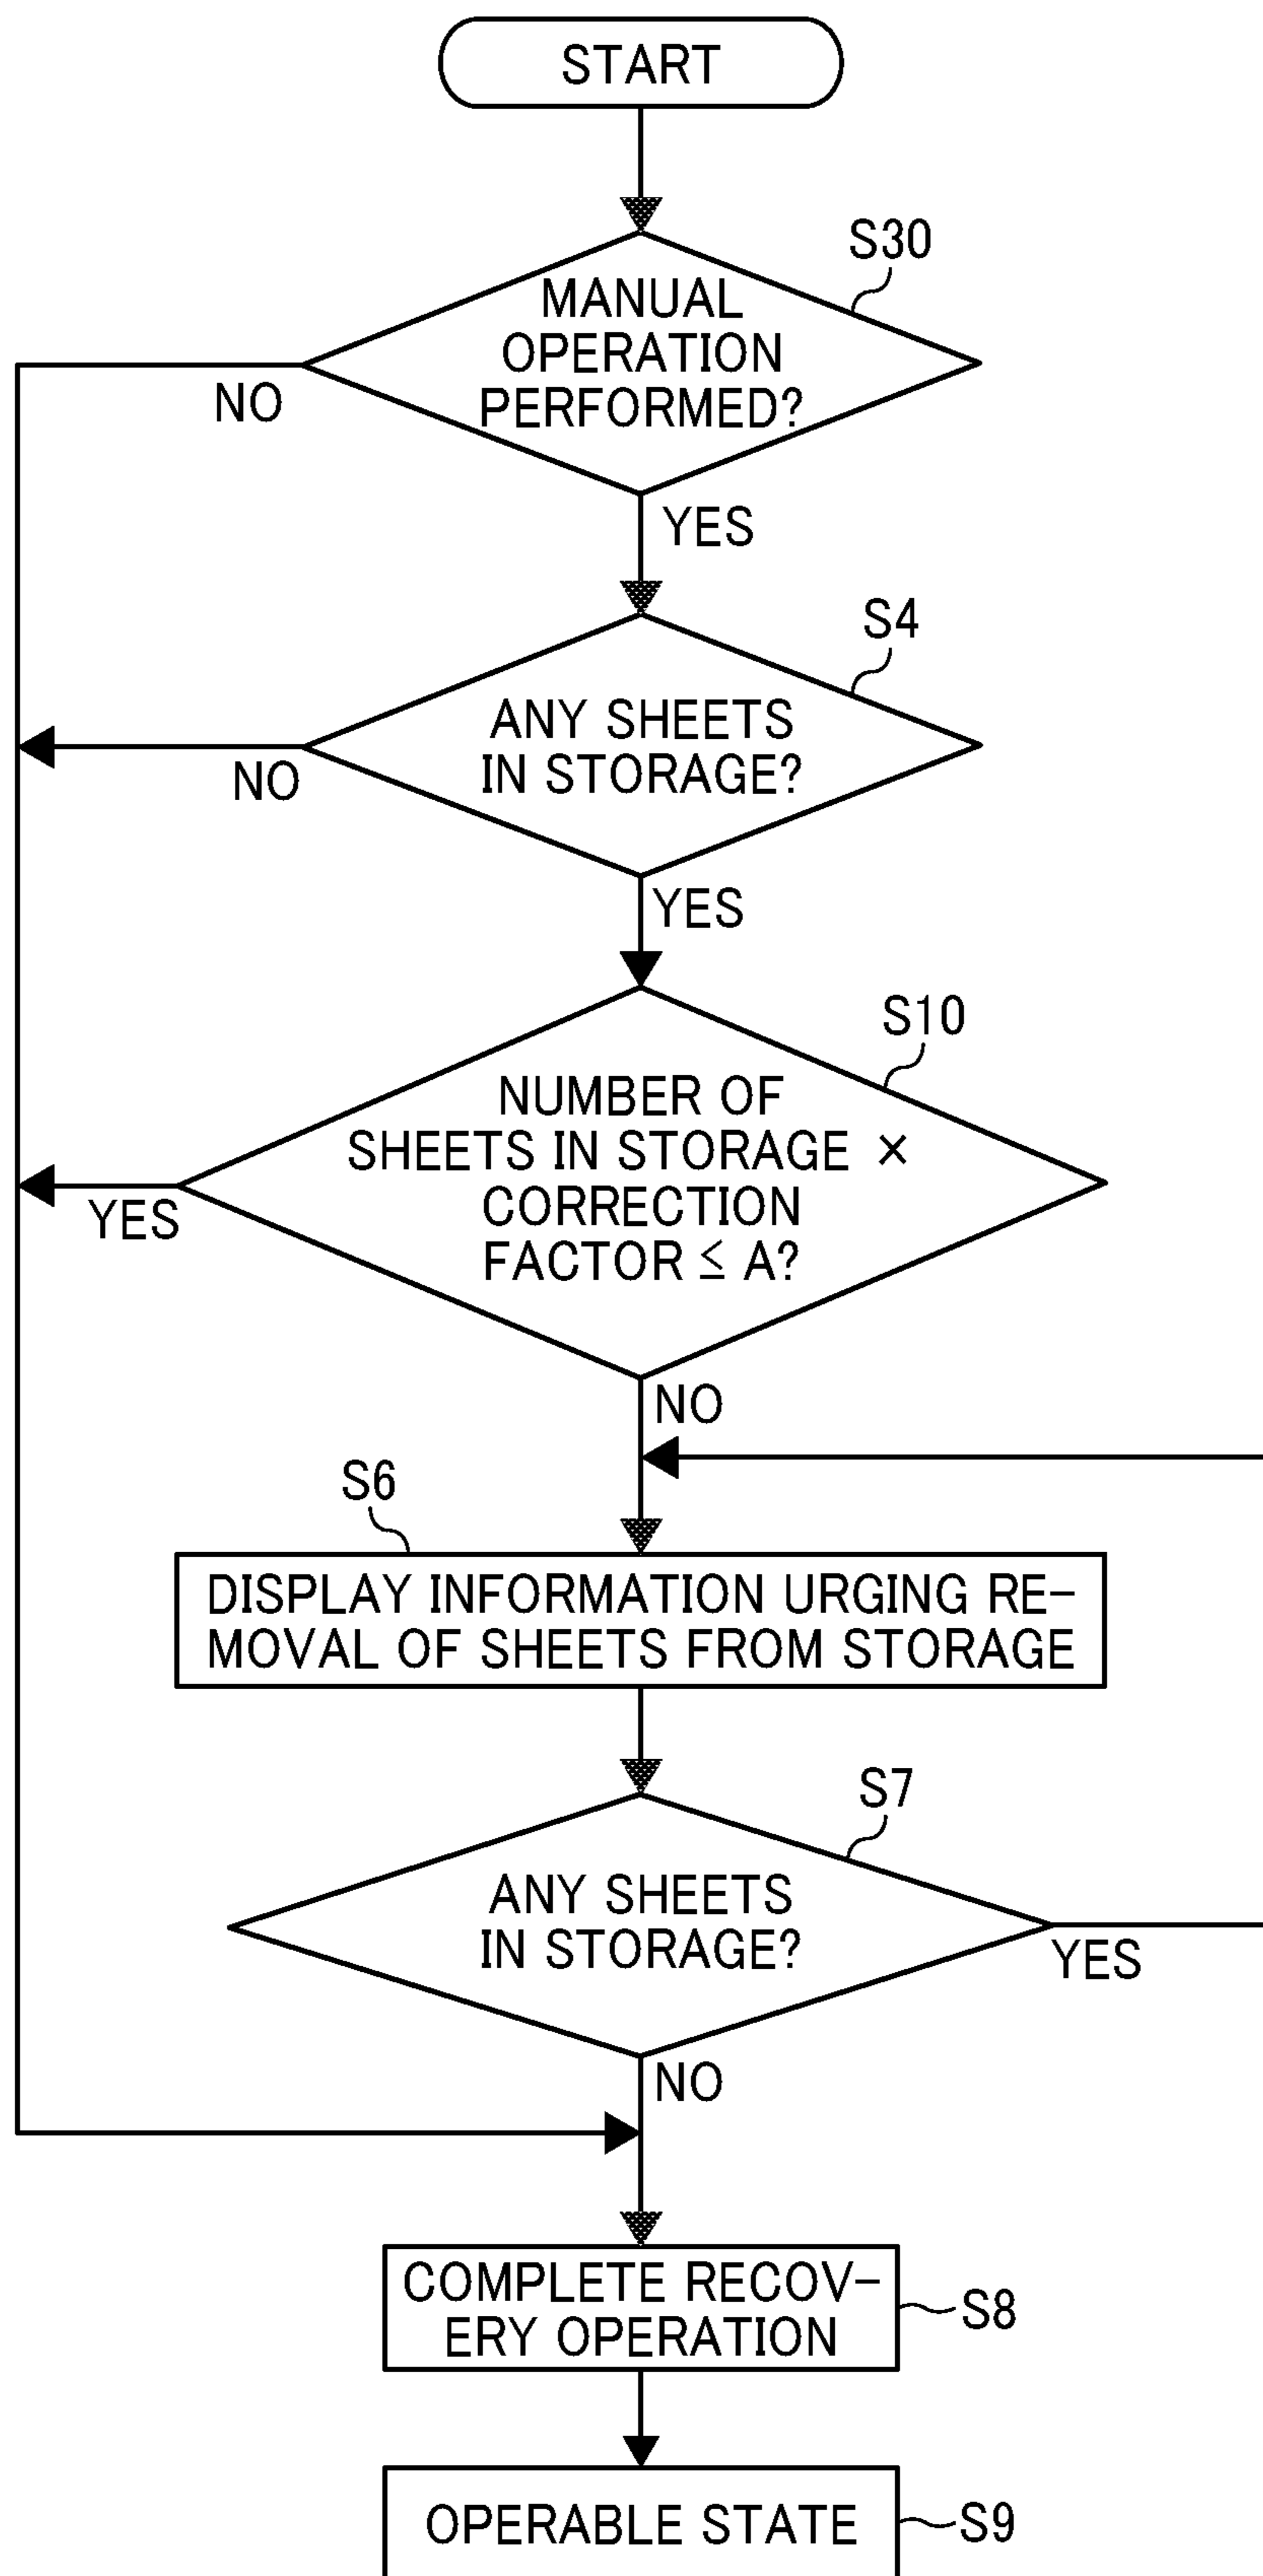 START
S30
MANUAL
OPERATION
PERFORMED?
NO
YES
S4
ANY SHEETS
IN STORAGE?
NO
YES
S10
NUMBER OF
SHEETS IN STORAGE ×
CORRECTION
FACTOR ≤ A?
YES
NO
S6
DISPLAY INFORMATION URGING RE-
MOVAL OF SHEETS FROM STORAGE
S7
ANY SHEETS
IN STORAGE?
YES
NO
COMPLETE RECOV-
ERY OPERATION
S8
OPERABLE STATE
S9